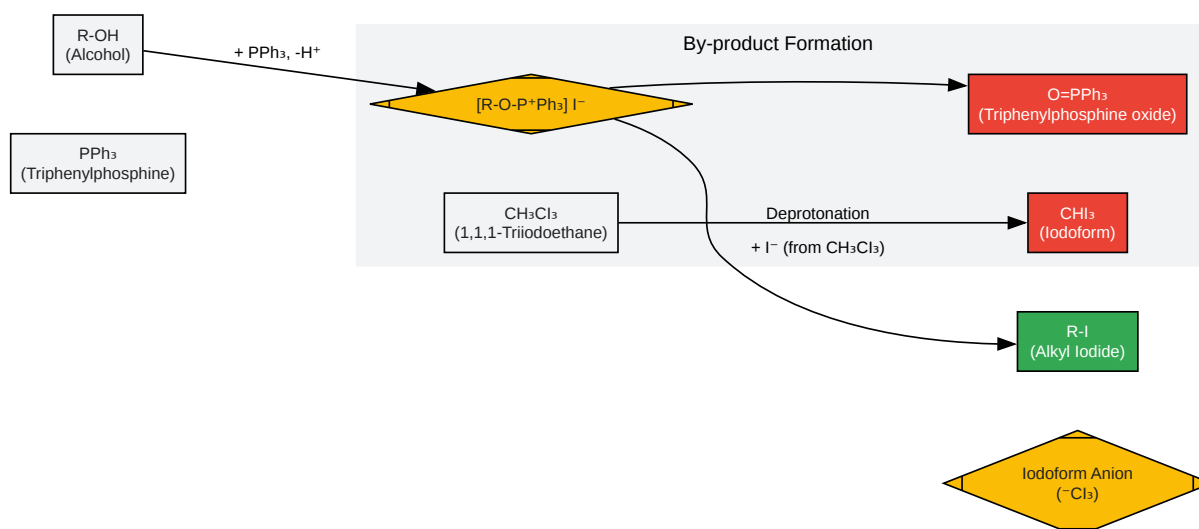 R-OH
(Alcohol)
+ PPh₃, -H⁺
By-product Formation
[R-O-P⁺Ph₃] I⁻
O=PPh₃
(Triphenylphosphine oxide)
PPh₃
(Triphenylphosphine)
CH₃CI₃
(1,1,1-Triiodoethane)
Deprotonation
CHI₃
(Iodoform)
+ I⁻ (from CH₃CI₃)
R-I
(Alkyl Iodide)
Iodoform Anion
(⁻CI₃)